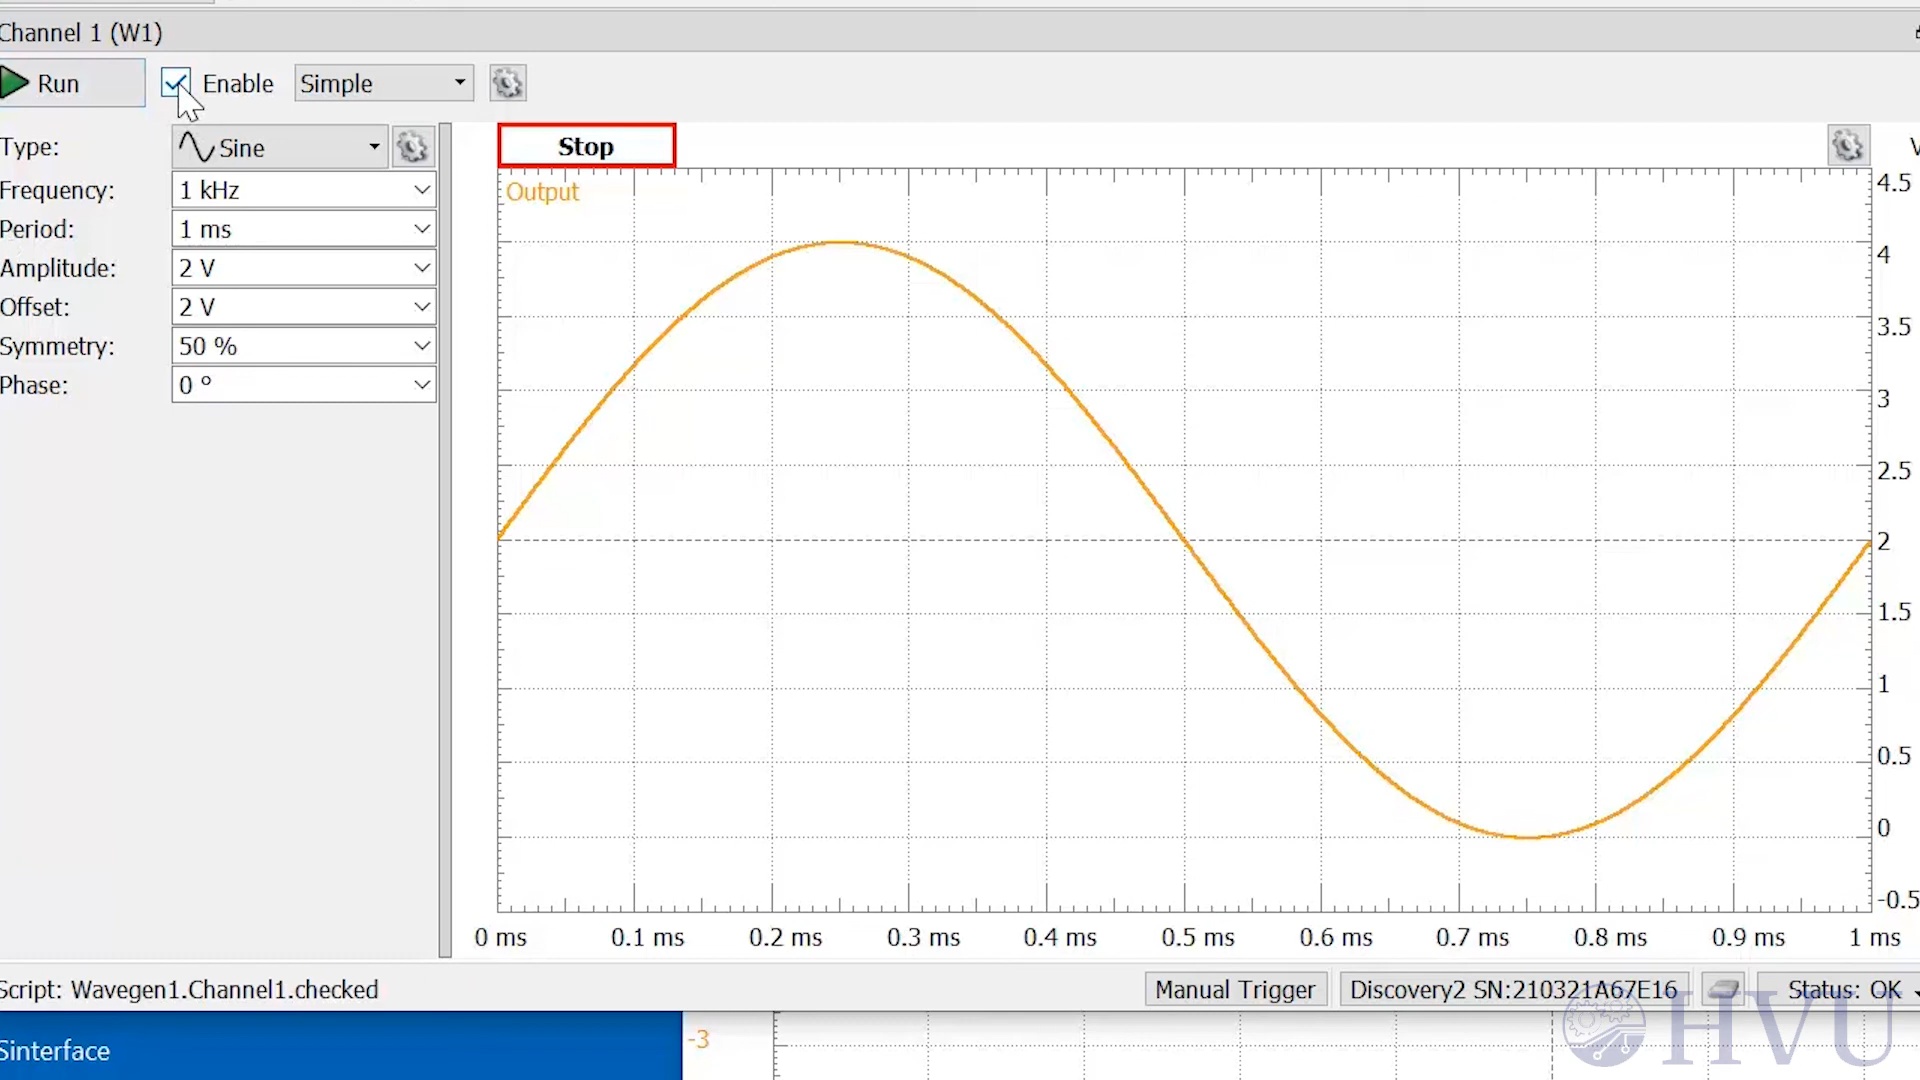 Channel 1 (W1)
Run Enable Simple
Type: Sine
Stop
Frequency: 1 kHz
Period: 1 ms
Amplitude: 2 V
Offset: 2 V
Symmetry: 50 %
Phase: 0 º
Output
V
4.5
4
3.5
3
2.5
2
1.5
1
0.5
0
-0.5
0 ms 0.1 ms 0.2 ms 0.3 ms 0.4 ms 0.5 ms 0.6 ms 0.7 ms 0.8 ms 0.9 ms 1 ms
Script: Wavegen1.Channel1.checked
Manual Trigger Discovery2 SN:210321A67E16 Status: OK
Sinterface
-3
HVU